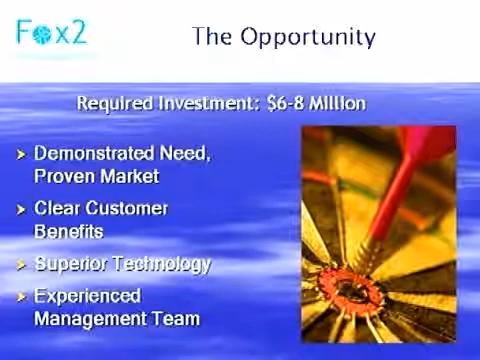 Fox2
The Opportunity
Required Investment: $6-8 Million
Demonstrated Need,
Proven Market
Clear Customer
Benefits
Superior Technology
Experienced
Management Team